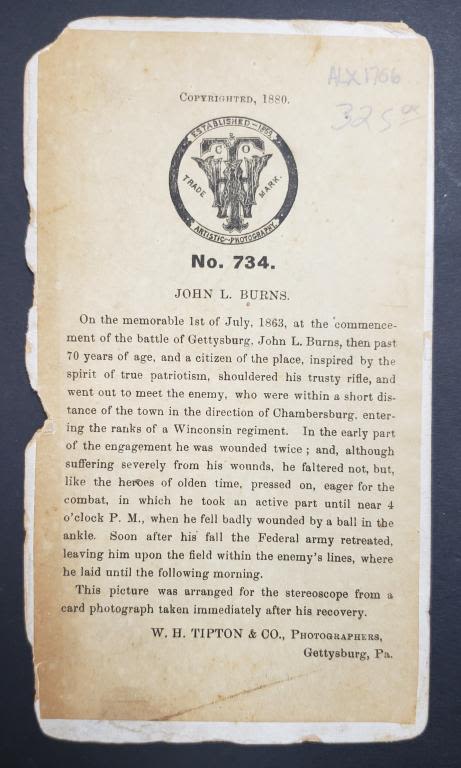 ALX1766
COPYRIGHTED, 1880.
325 00
ESTABLISHED-1868
& CO
WHT
TRADE MARK.
ARTISTIC-PHOTOGRAPHY
No. 734.
JOHN L. BURNS.
On the memorable 1st of July, 1863, at the commence-
ment of the battle of Gettysburg, John L. Burns, then past
70 years of age, and a citizen of the place, inspired by the
spirit of true patriotism, shouldered his trusty rifle, and
went out to meet the enemy, who were within a short dis-
tance of the town in the direction of Chambersburg, enter-
ing the ranks of a Winconsin regiment. In the early part
of the engagement he was wounded twice ; and, although
suffering severely from his wounds, he faltered not, but,
like the heroes of olden time, pressed on, eager for the
combat, in which he took an active part until near 4
o'clock P. M., when he fell badly wounded by a ball in the
ankle. Soon after his fall the Federal army retreated,
leaving him upon the field within the enemy's lines, where
he laid until the following morning.
This picture was arranged for the stereoscope from a
card photograph taken immediately after his recovery.
W. H. TIPTON & CO., PHOTOGRAPHERS,
Gettysburg, Pa.